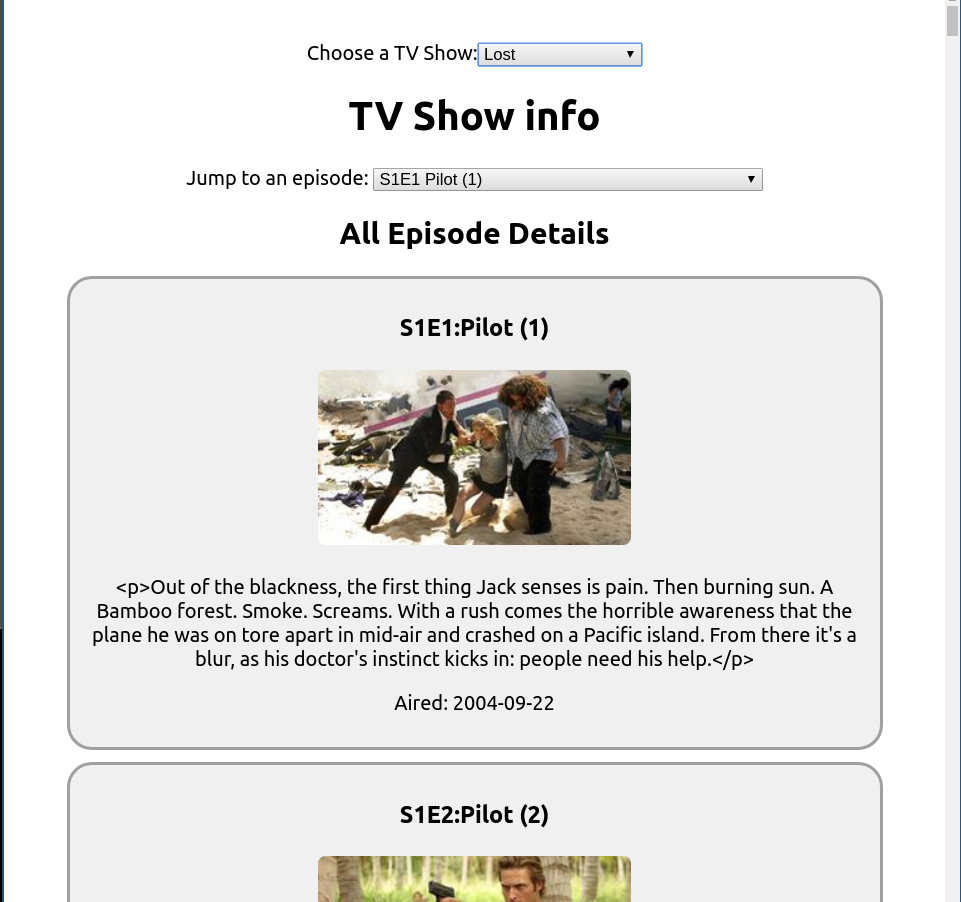 Choose a TV Show: Lost
TV Show info
Jump to an episode: S1E1 Pilot (1)
All Episode Details
S1E1:Pilot (1)
<p>Out of the blackness, the first thing Jack senses is pain. Then burning sun. A
Bamboo forest. Smoke. Screams. With a rush comes the horrible awareness that the
plane he was on tore apart in mid-air and crashed on a Pacific island. From there it's a
blur, as his doctor's instinct kicks in: people need his help.</p>
Aired: 2004-09-22
S1E2:Pilot (2)